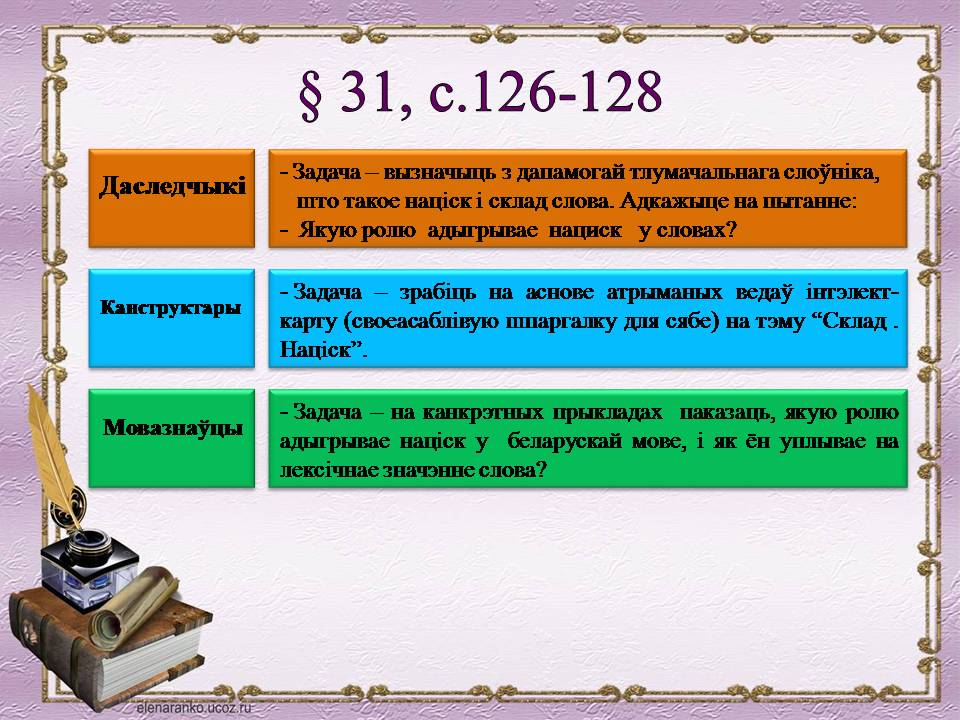 § 31, с.126-128
Даследчыкі
- Задача – вызначыць з дапамогай тлумачальнага слоўніка,
што такое націск і склад слова. Адкажыце на пытанне:
- Якую ролю адыгрывае нациск у словах?
Канструктары
- Задача – зрабіць на аснове атрыманых ведаў інтэлект-
карту (своеасаблівую шпаргалку для сябе) на тэму “Склад .
Націск”.
Мовазнаўцы
- Задача – на канкрэтных прыкладах паказаць, якую ролю
адыгрывае націск у беларускай мове, і як ён уплывае на
лексічнае значэнне слова?
elenaranko.ucoz.ru